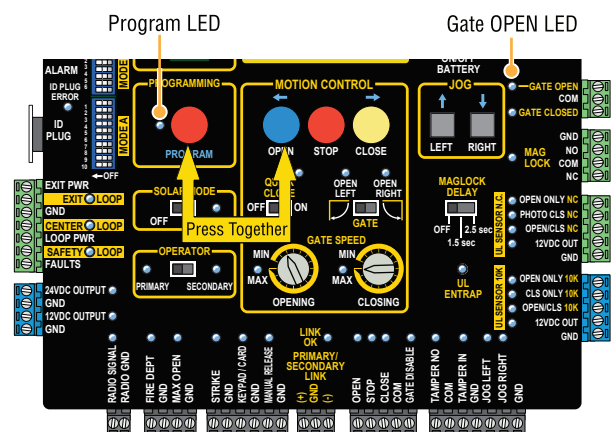 Program LED
Gate OPEN LED
ALARM
ID PLUG
ERROR
ID
PLUG
MODE
MODE A
10
←OFF
PROGRAMMING
PROGRAM
MOTION CONTROL
← →
OPEN STOP CLOSE
ON/OFF
BATTERY
JOG
↑ ↓
LEFT RIGHT
GATE OPEN
COM
GATE CLOSED
MAG
LOCK
GND
NO
COM
NC
EXIT PWR
EXIT LOOP
GND
CENTER LOOP
LOOP PWR
SAFETY LOOP
FAULTS
SOLAR MODE
OFF
Press Together
QUICK
CLOSE
OFF ON
OPEN
LEFT
OPEN
RIGHT
GATE
MAGLOCK
DELAY
OFF 2.5 sec
1.5 sec
UL SENSOR N.C.
OPEN ONLY NC
PHOTO CLS NC
OPEN/CLS NC
12VDC OUT
GND
OPERATOR
PRIMARY SECONDARY
GATE SPEED
MIN
MAX
OPENING
MIN
MAX
CLOSING
UL
ENTRAP
UL SENSOR 10K
OPEN ONLY 10K
CLS ONLY 10K
OPEN/CLS 10K
12VDC OUT
GND
24VDC OUTPUT
GND
12VDC OUTPUT
GND
LINK
OK
PRIMARY/
SECONDARY
LINK
(+)
GND
(-)
RADIO SIGNAL
RADIO GND
FIRE DEPT
GND
MAX OPEN
GND
STRIKE
GND
KEYPAD/ CARD
GND
MANUAL RELEASE
GND
OPEN
STOP
CLOSE
COM
GATE DISABLE
TAMPER NO
COM
TAMPER IN
GND
JOG LEFT
JOG RIGHT
GND